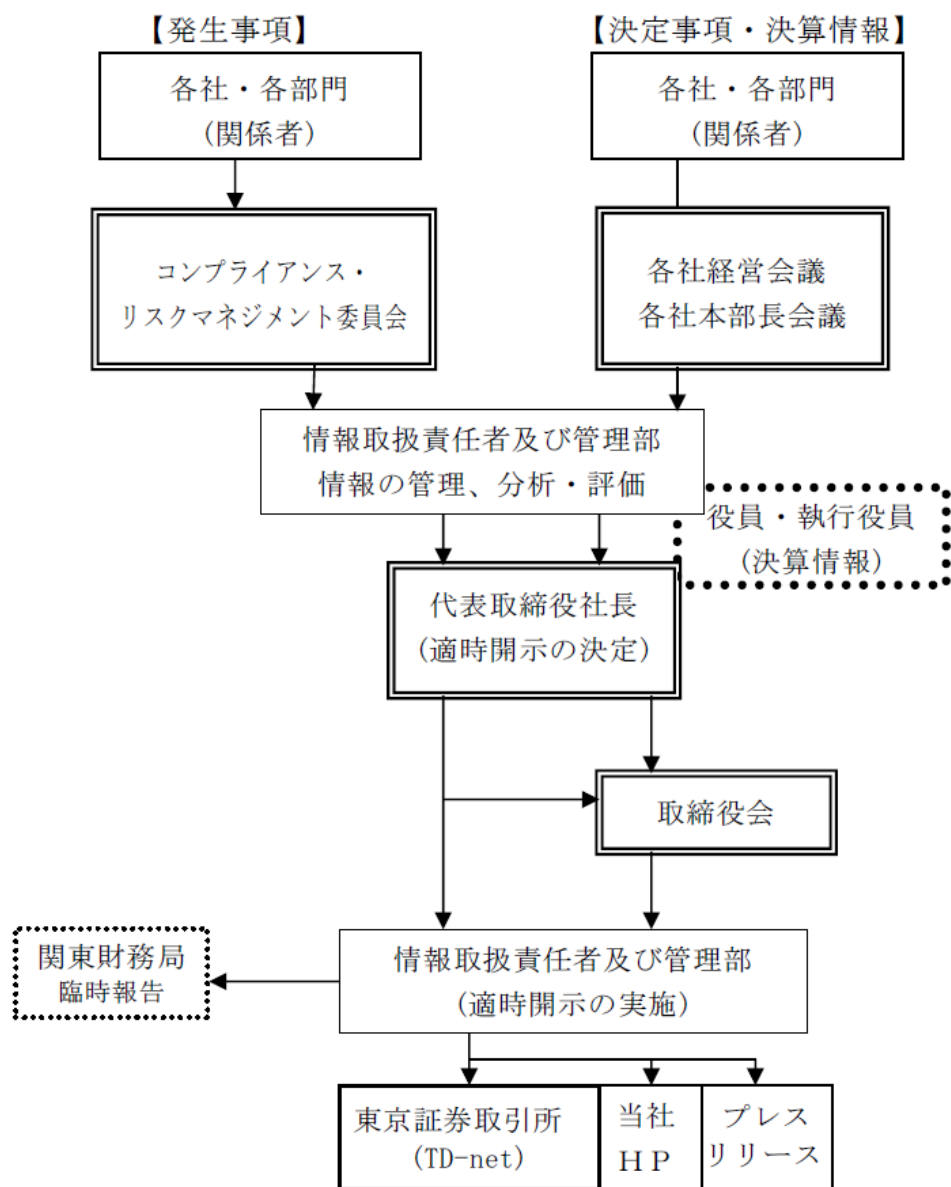 【発生事項】
【決定事項・決算情報】
各社・各部門
(関係者)
各社・各部門
(関係者)
コンプライアンス・
リスクマネジメント委員会
各社経営会議
各社本部長会議
情報取扱責任者及び管理部
情報の管理、分析・評価
役員・執行役員
(決算情報)
代表取締役社長
(適時開示の決定)
取締役会
関東財務局
臨時報告
情報取扱責任者及び管理部
(適時開示の実施)
東京証券取引所
(TD-net)
当社
ＨＰ
プレス
リリース